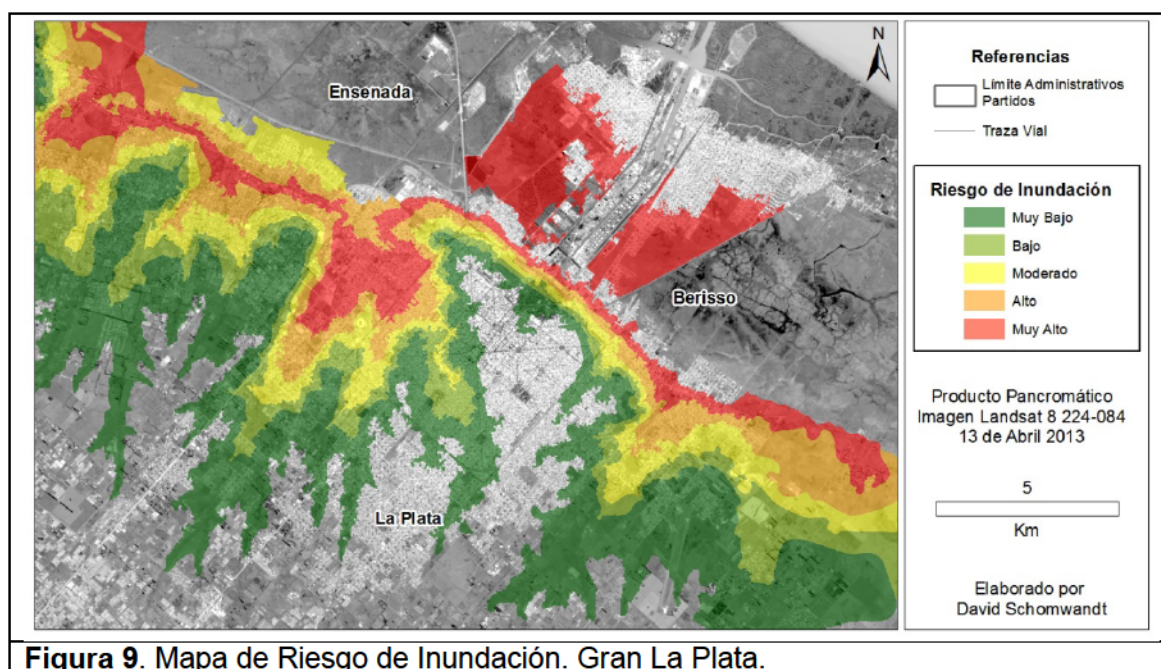 Ensenada
Berisso
La Plata
N
Referencias
Límite Administrativos
Partidos
Traza Vial
Riesgo de Inundación
Muy Bajo
Bajo
Moderado
Alto
Muy Alto
Producto Pancromático
Imagen Landsat 8 224-084
13 de Abril 2013
5
Km
Elaborado por
David Schomwandt
Figura 9. Mapa de Riesgo de Inundación. Gran La Plata.